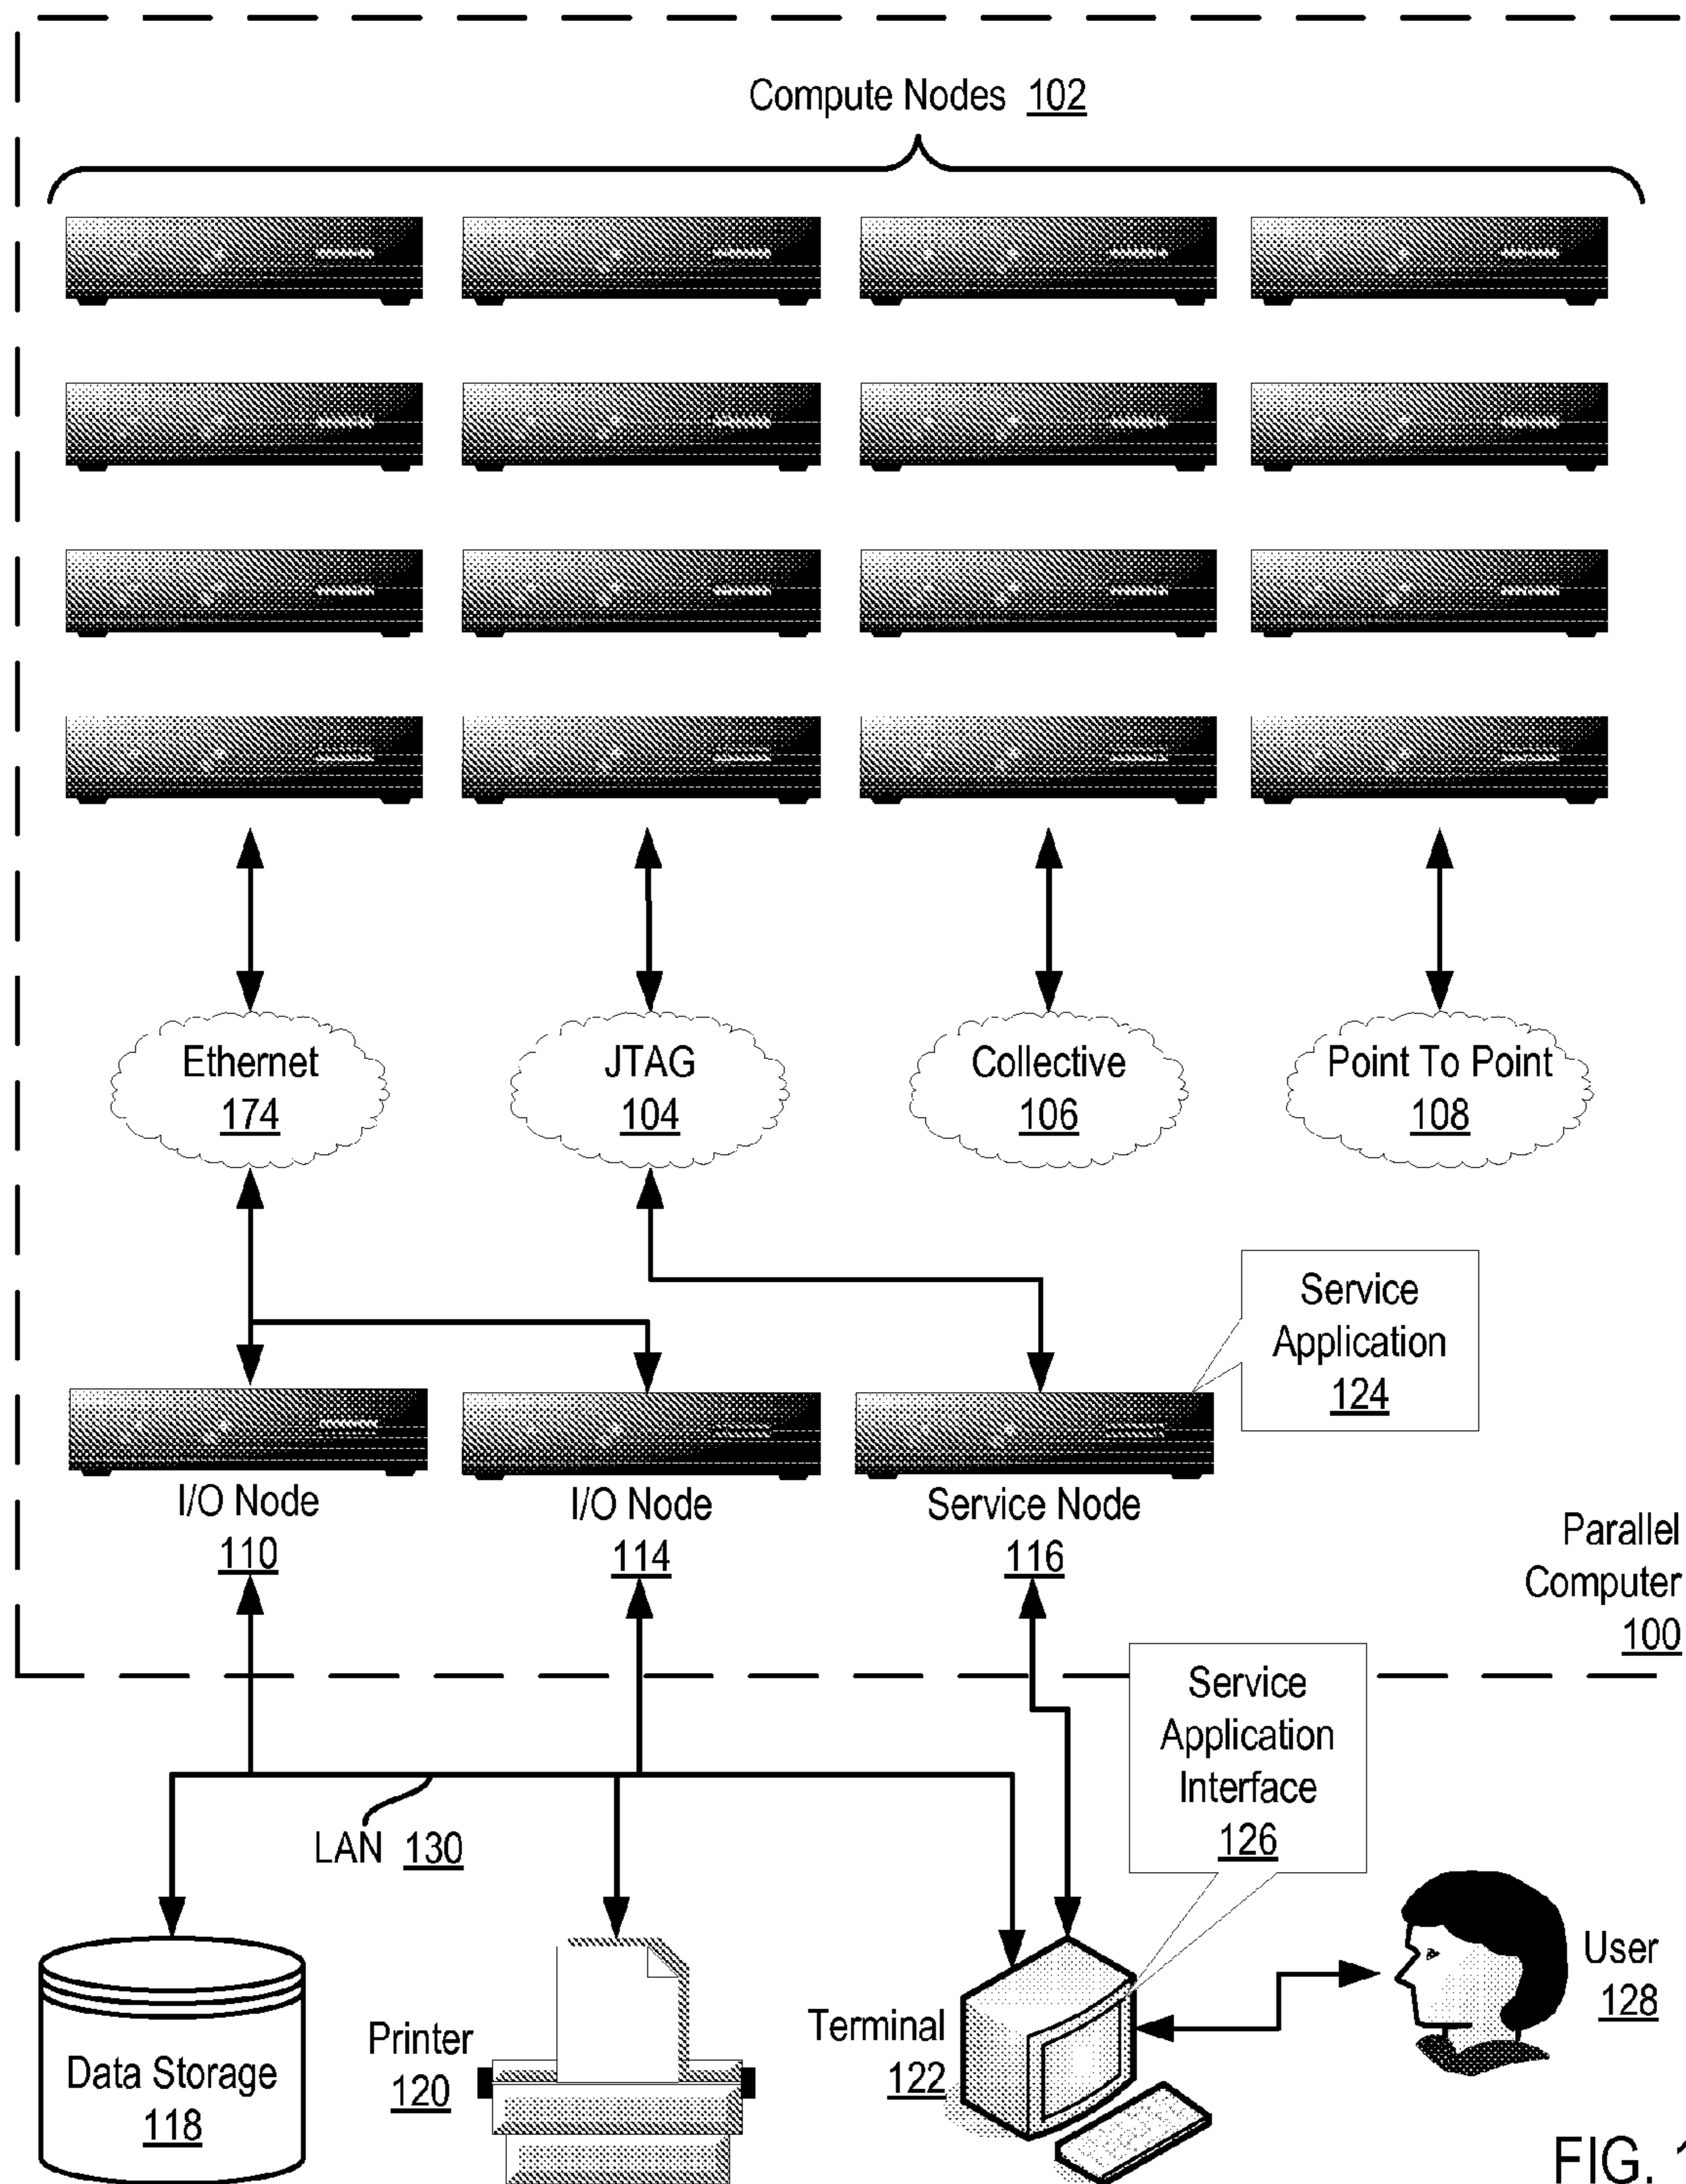 Compute Nodes 102
Ethernet
174
JTAG
104
Collective
106
Point To Point
108
Service
Application
124
I/O Node
110
I/O Node
114
Service Node
116
Parallel
Computer
100
Service
Application
Interface
126
LAN 130
Data Storage
118
Printer
120
Terminal
122
User
128
FIG. 1